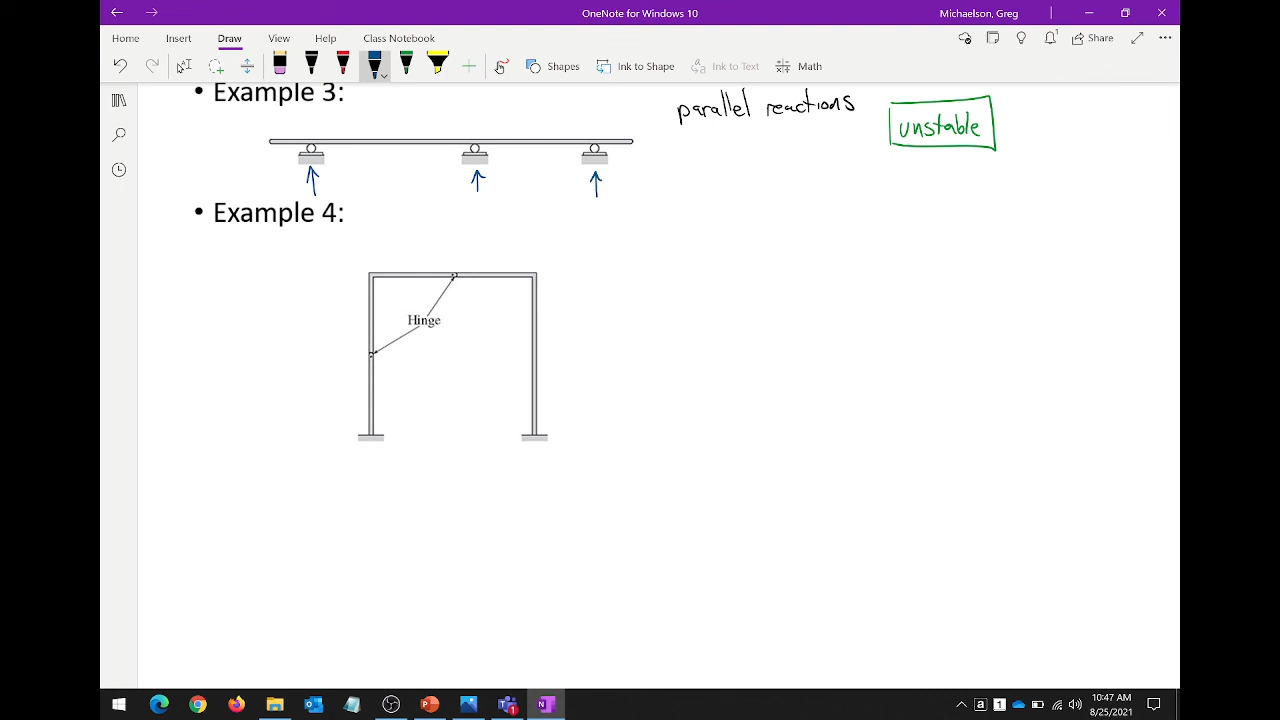 OneNote for Windows 10
Michaelson, Greg
Home Insert Draw View Help Class Notebook
Share
Shapes Ink to Shape Ink to Text Math
• Example 3:
parallel reactions
unstable
• Example 4:
Hinge
10:47 AM
8/25/2021